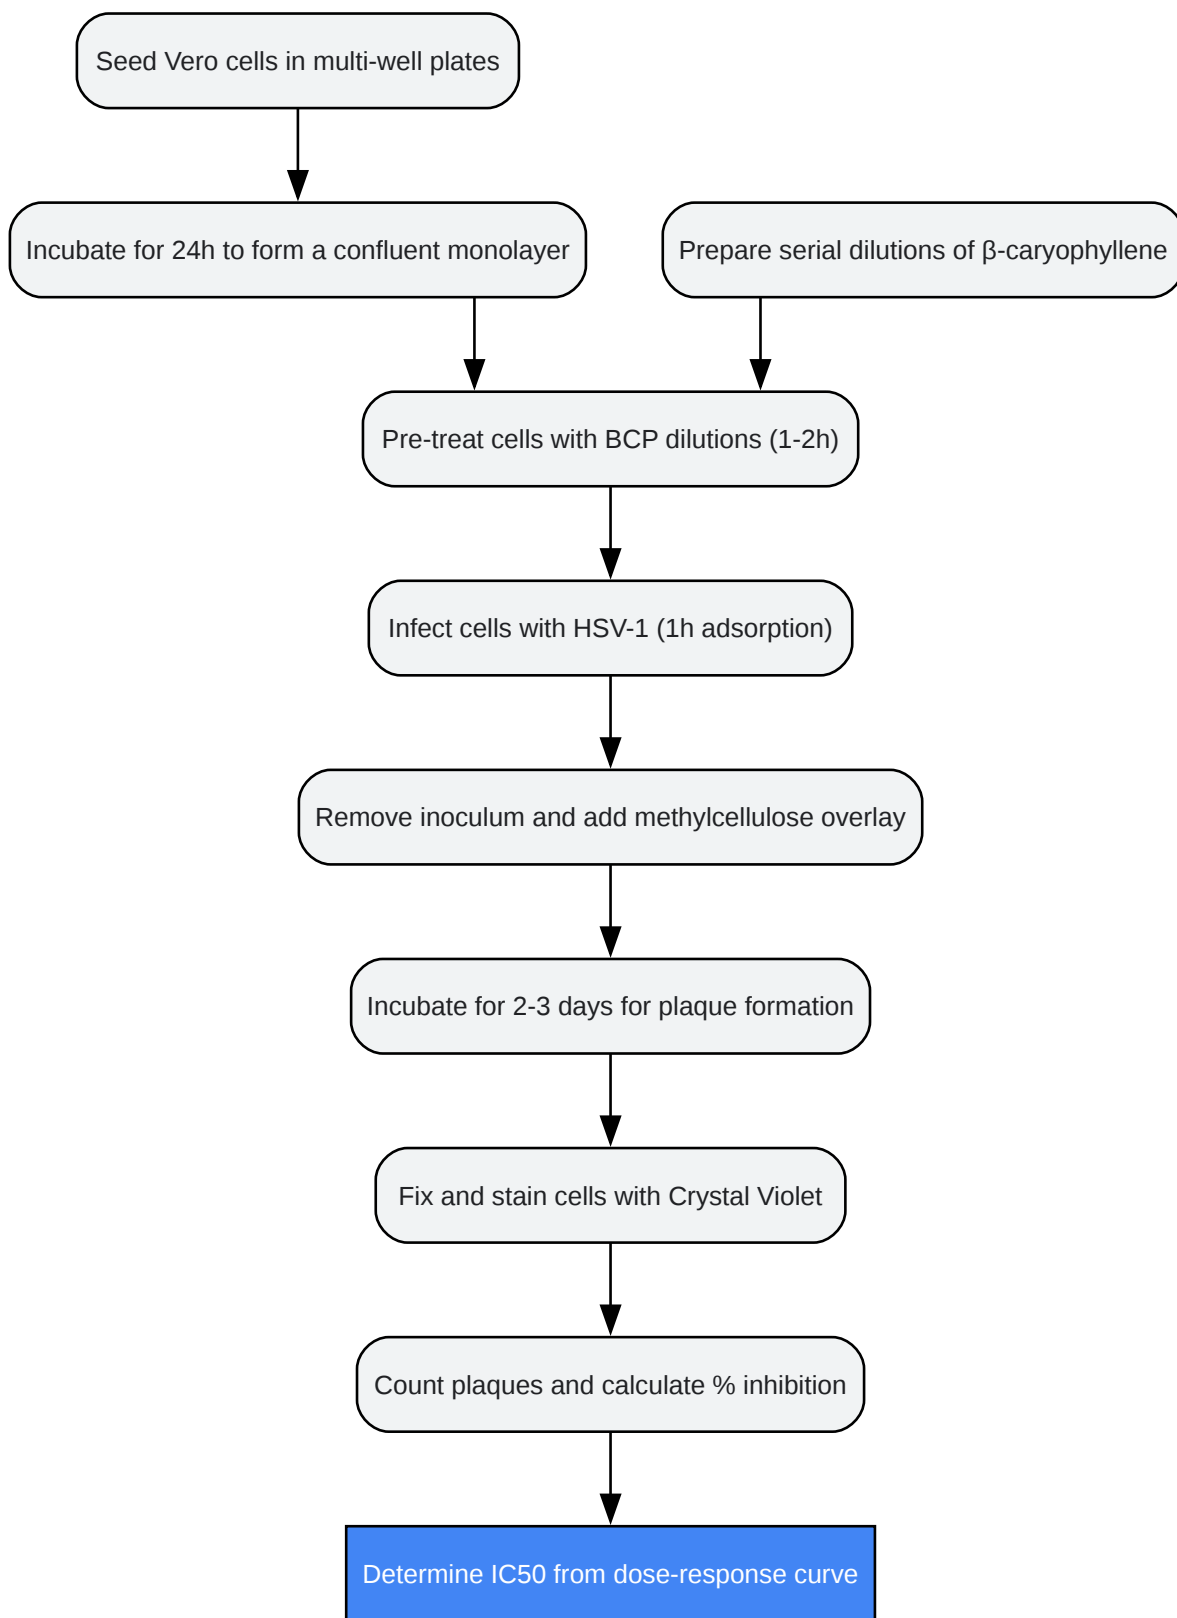 Seed Vero cells in multi-well plates
Incubate for 24h to form a confluent monolayer
Prepare serial dilutions of β-caryophyllene
Pre-treat cells with BCP dilutions (1-2h)
Infect cells with HSV-1 (1h adsorption)
Remove inoculum and add methylcellulose overlay
Incubate for 2-3 days for plaque formation
Fix and stain cells with Crystal Violet
Count plaques and calculate % inhibition
Determine IC50 from dose-response curve